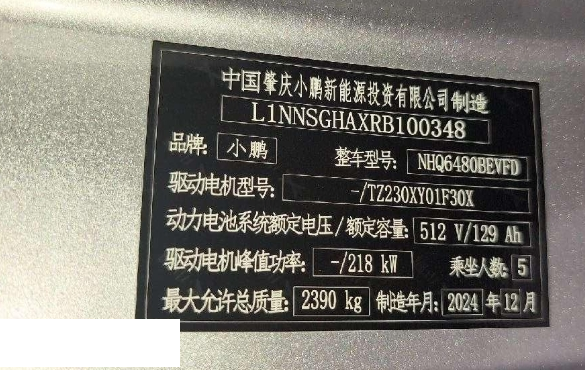 中国肇庆小鹏新能源投资有限公司制造
L1NNSGHAXRB100348
品牌: 小鹏 整车型号: NHQ6480BEVFD
驱动电机型号: -/TZ230XY01F30X
动力电池系统额定电压/额定容量: 512 V/129 Ah
驱动电机峰值功率: -/218 kW 乘坐人数: 5
最大允许总质量: 2390 kg 制造年月: 2024 年 12 月